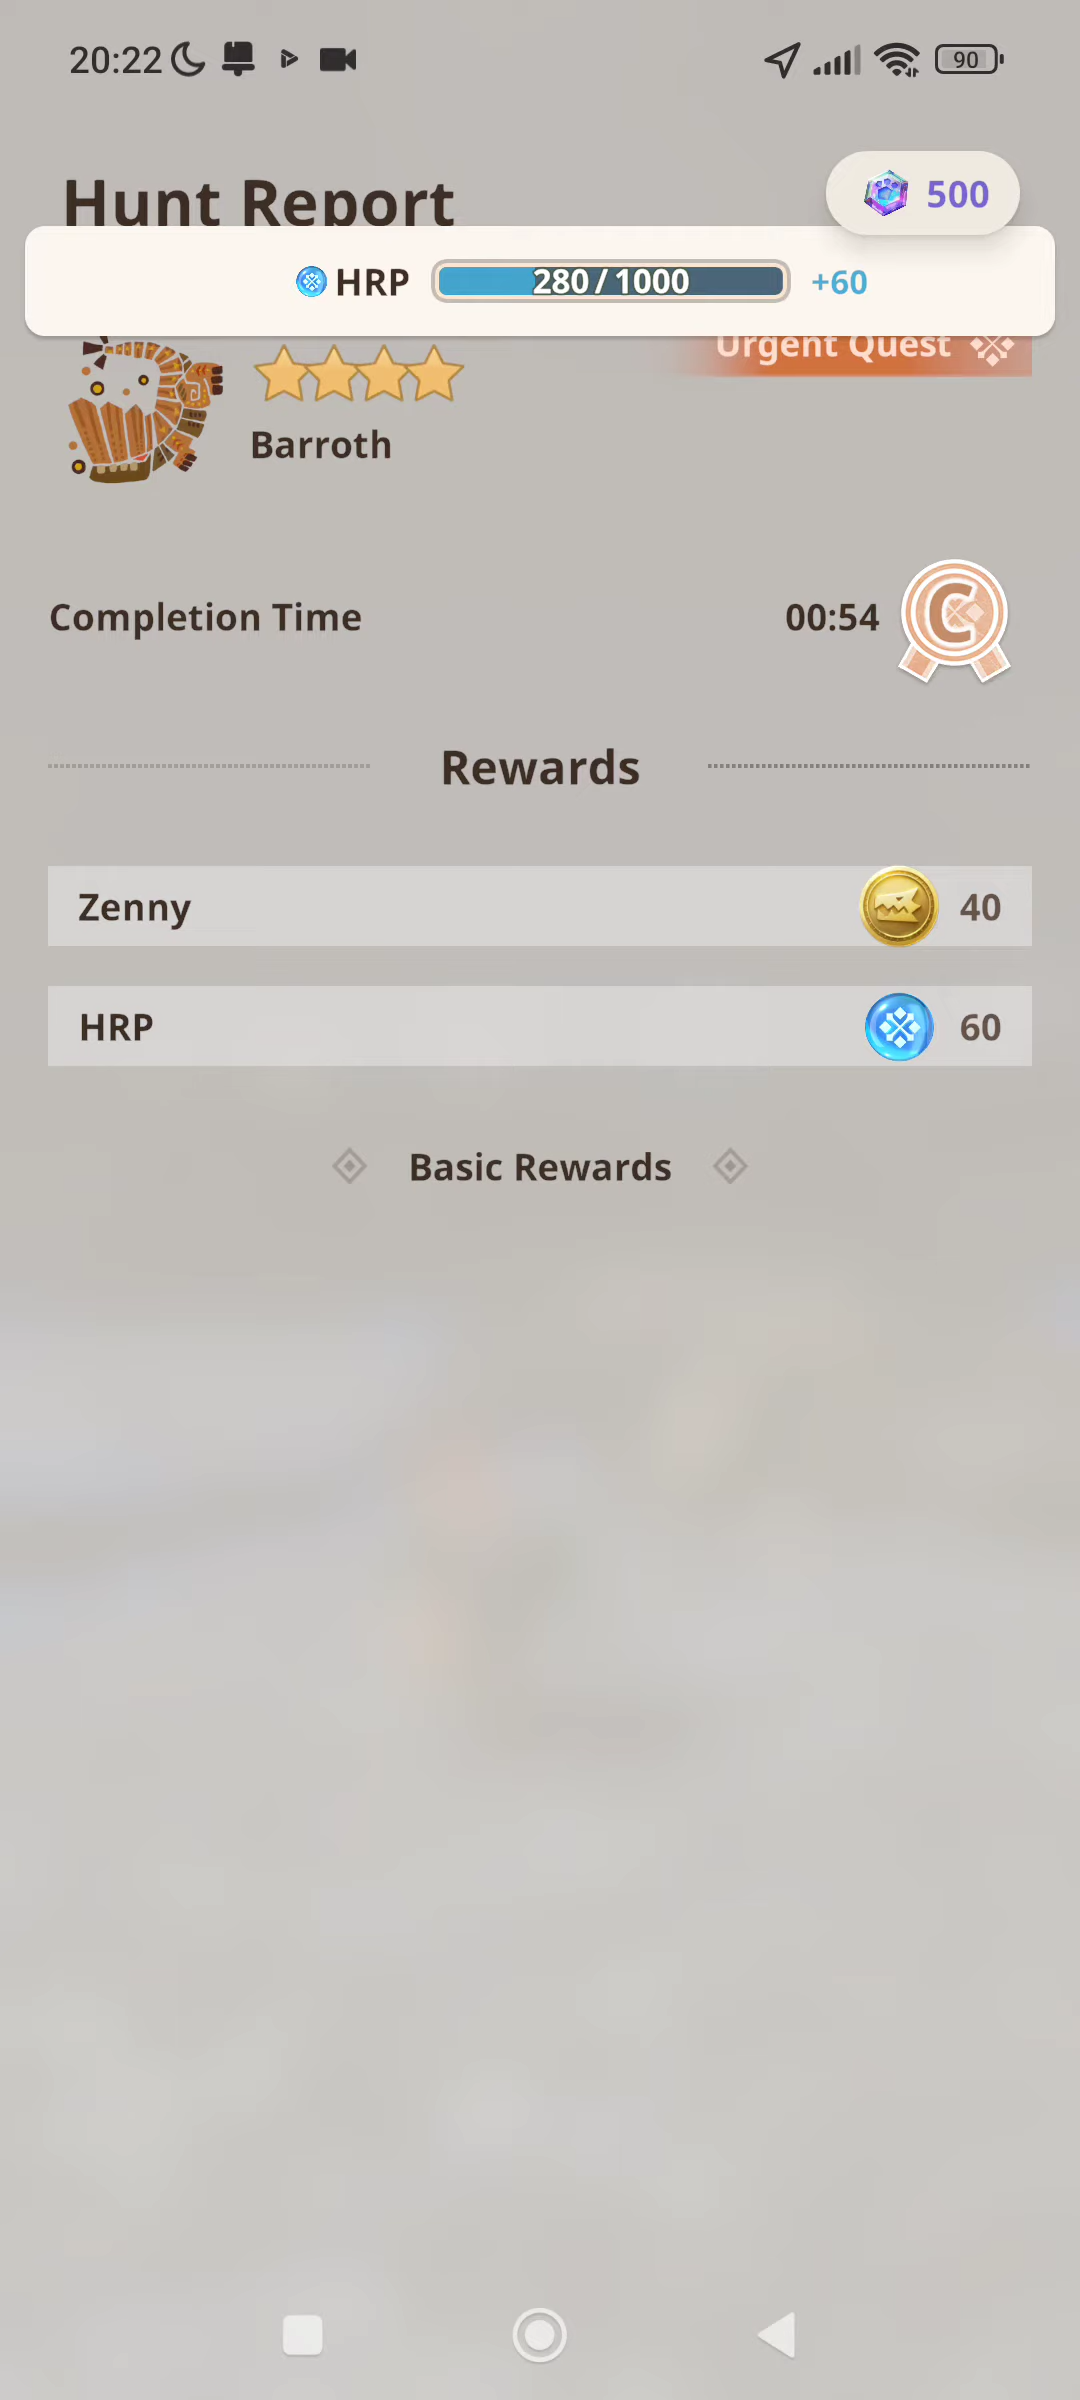 20:22
90
Hunt Report
500
HRP 280 / 1000 +60
Urgent Quest
Barroth
Completion Time 00:54 C
Rewards
Zenny 40
HRP 60
Basic Rewards